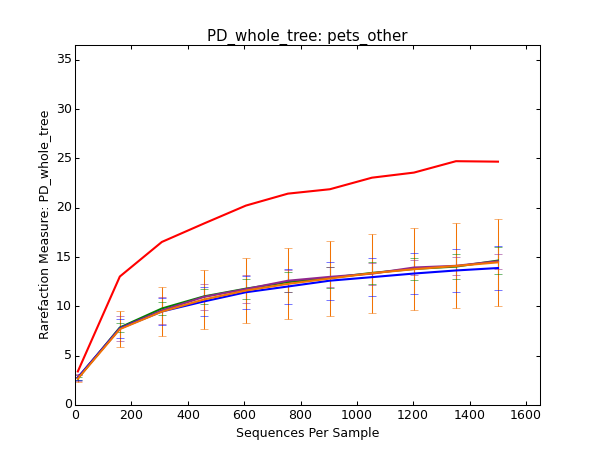 PD_whole_tree: pets_other
Rarefaction Measure: PD_whole_tree
35
30
25
20
15
10
5
0
0 200 400 600 800 1000 1200 1400 1600
Sequences Per Sample